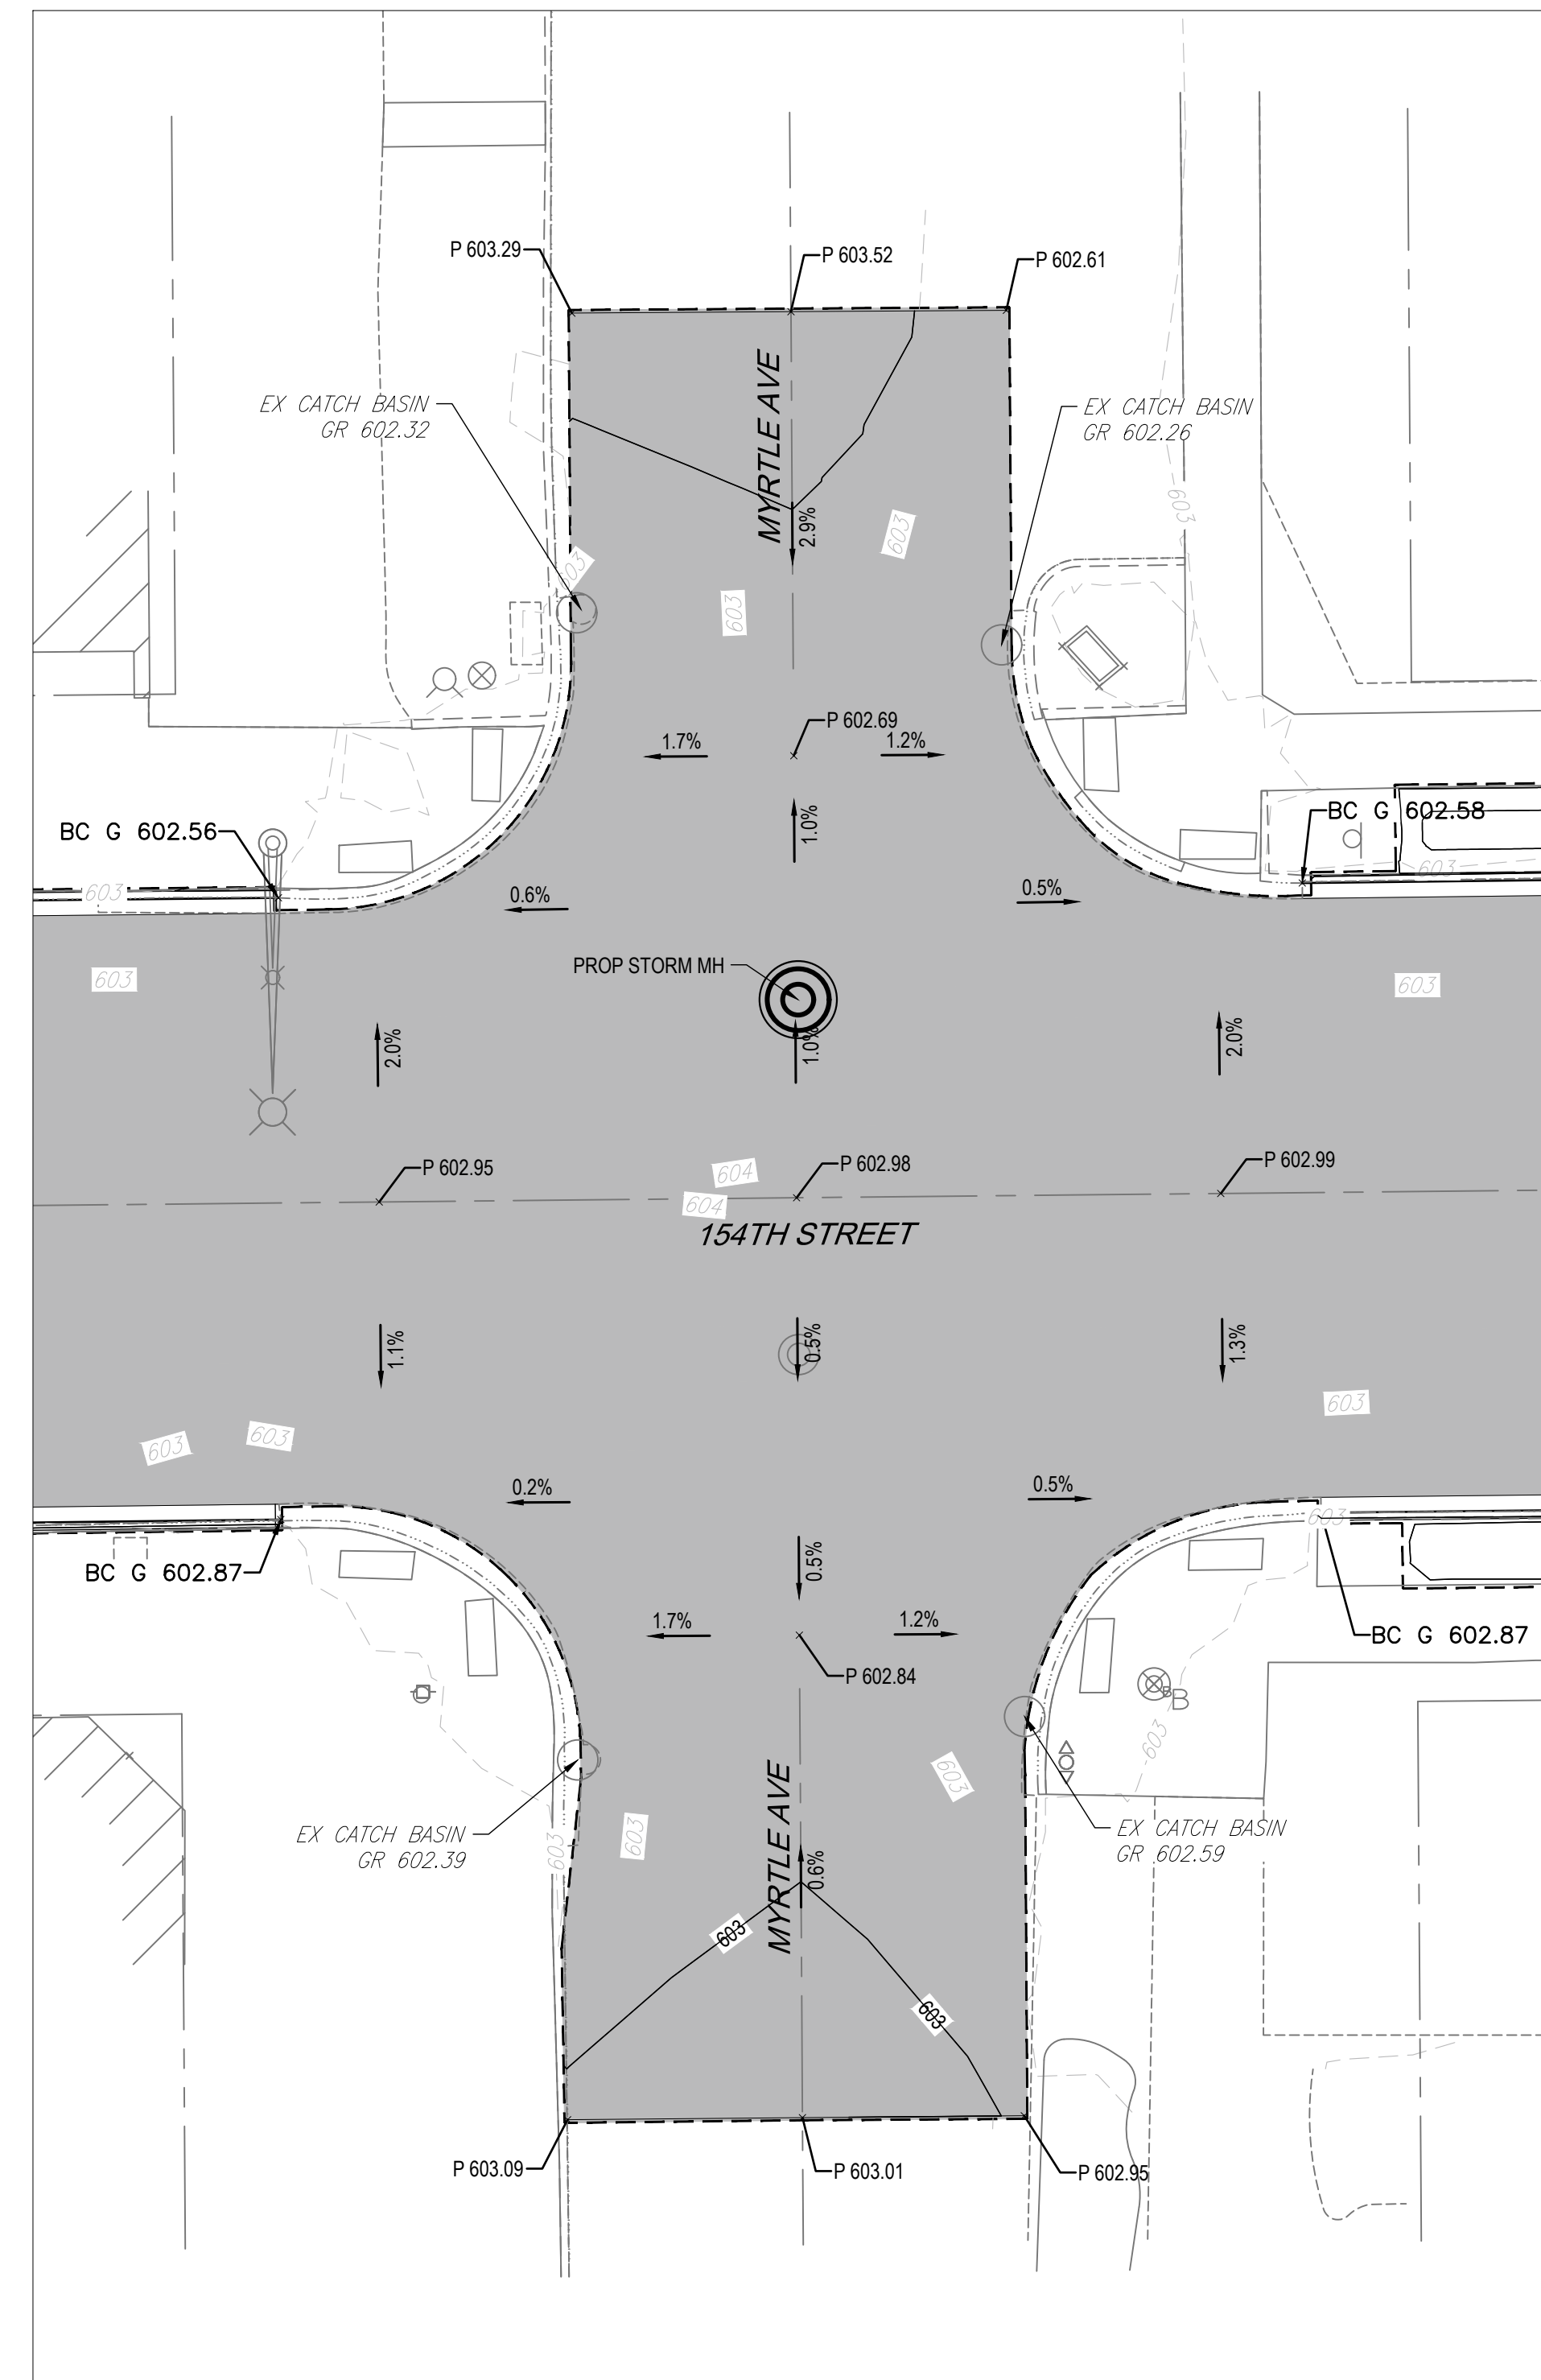 P 603.29
P 603.52
P 602.61
MYRTLE AVE
EX CATCH BASIN
GR 602.32
EX CATCH BASIN
GR 602.26
603
603
2.9%
603
603
P 602.69
1.7%
1.2%
1.0%
BC G 602.56
BC G 602.58
603
603
0.6%
0.5%
PROP STORM MH
603
603
2.0%
1.0%
2.0%
P 602.95
604
P 602.98
P 602.99
604
154TH STREET
1.1%
0.5%
1.3%
603
603
603
0.2%
0.5%
603
BC G 602.87
0.5%
1.7%
1.2%
BC G 602.87
P 602.84
B
B
603
603
MYRTLE AVE
EX CATCH BASIN
GR 602.39
603
603
EX CATCH BASIN
GR 602.59
0.6%
603
603
P 603.09
P 603.01
P 602.95